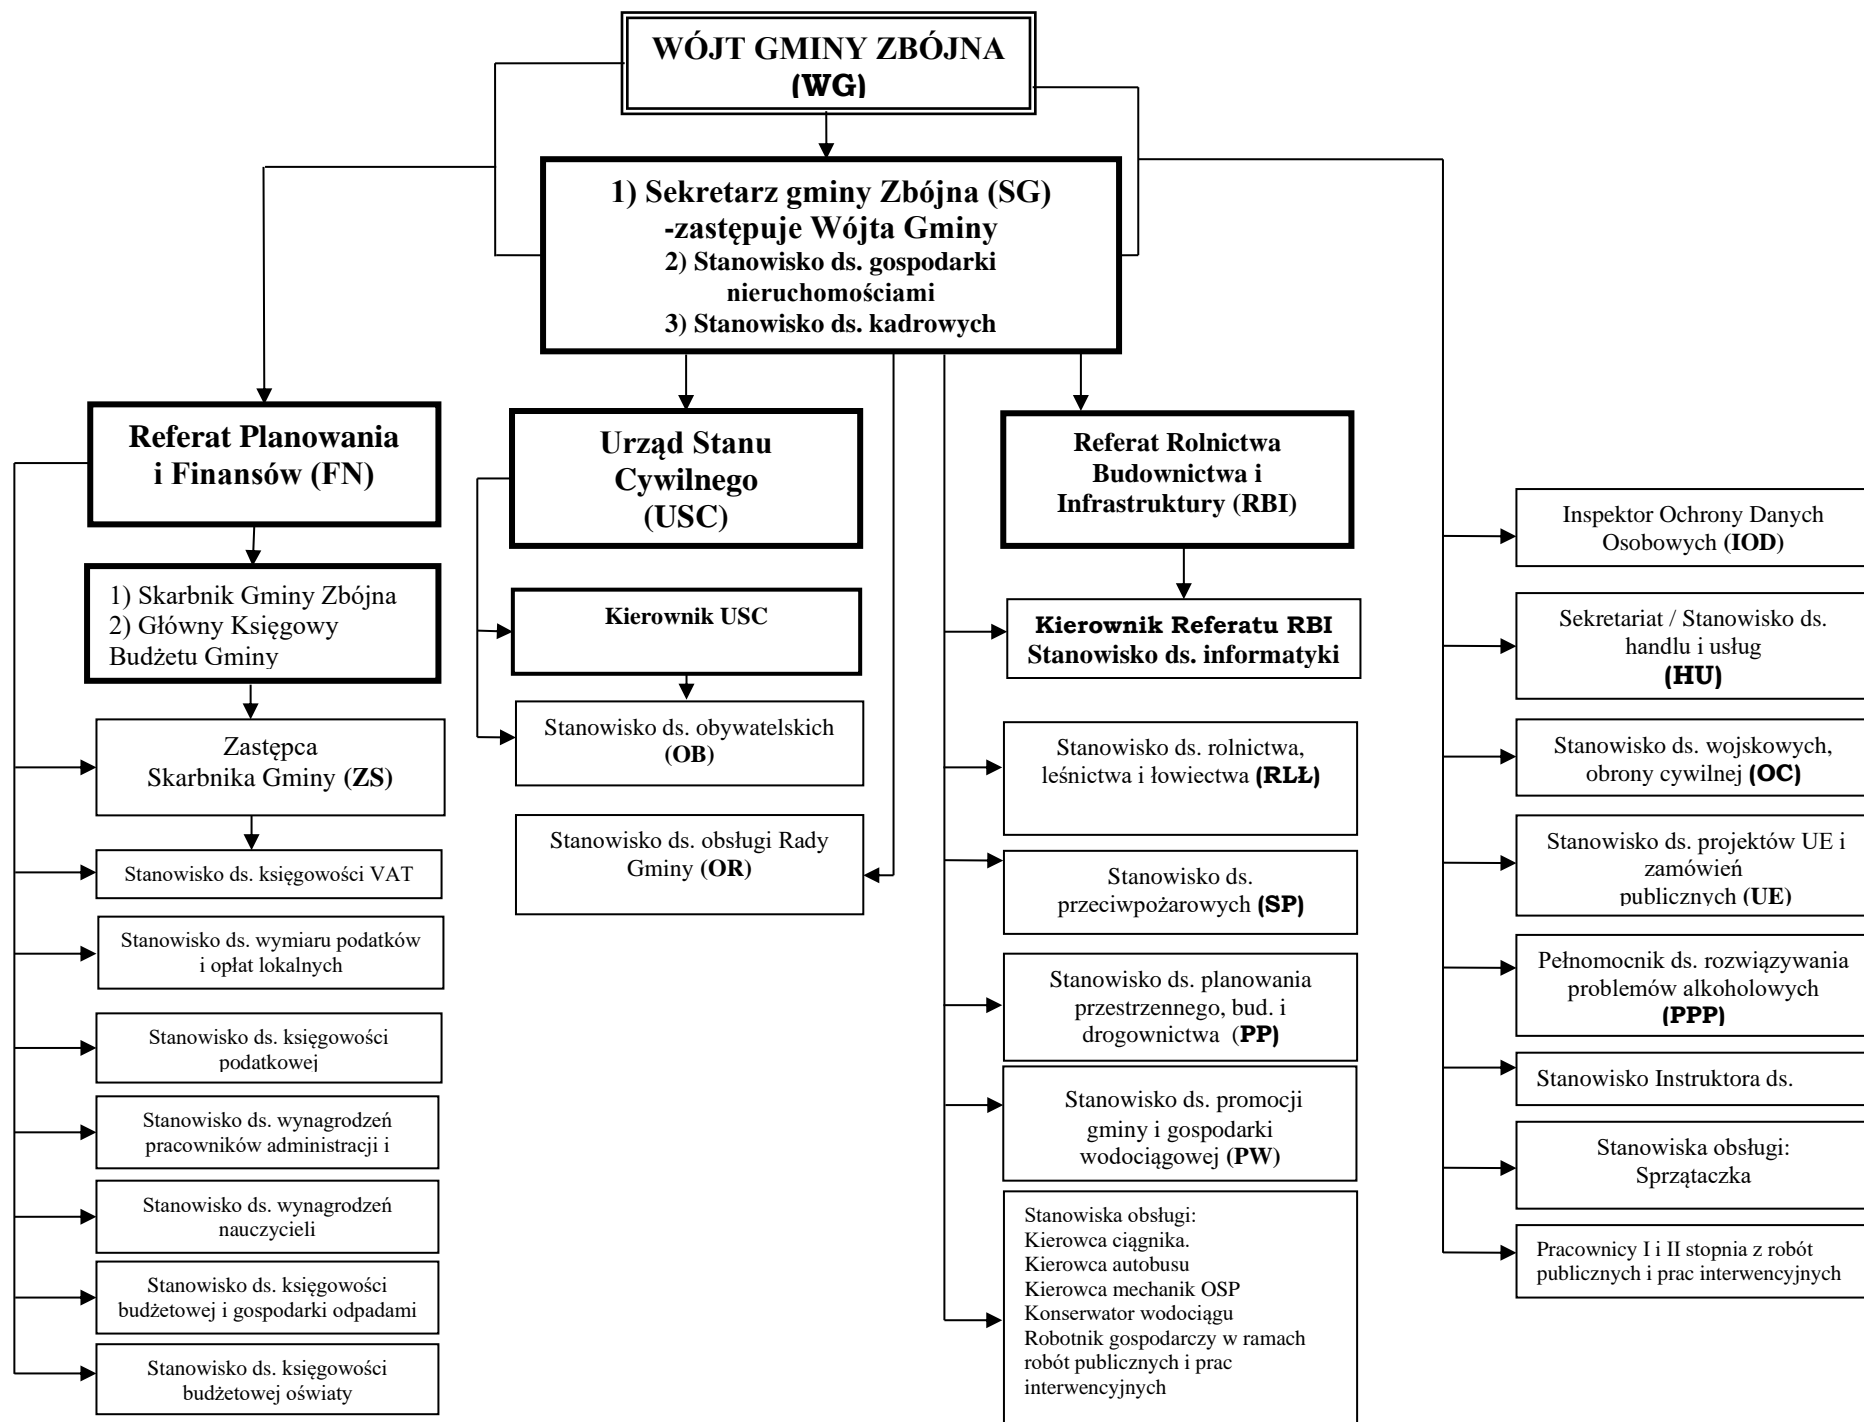 WÓJT GMINY ZBÓJNA
(WG)
1) Sekretarz gminy Zbójna (SG)
-zastępuje Wójta Gminy
2) Stanowisko ds. gospodarki
nieruchomościami
3) Stanowisko ds. kadrowych
Referat Planowania
i Finansów (FN)
1) Skarbnik Gminy Zbójna
2) Główny Księgowy
Budżetu Gminy
Zastępca
Skarbnika Gminy (ZS)
Stanowisko ds. księgowości VAT
Stanowisko ds. wymiaru podatków
i opłat lokalnych
Stanowisko ds. księgowości
podatkowej
Stanowisko ds. wynagrodzeń
pracowników administracji i
Stanowisko ds. wynagrodzeń
nauczycieli
Stanowisko ds. księgowości
budżetowej i gospodarki odpadami
Stanowisko ds. księgowości
budżetowej oświaty
Urząd Stanu
Cywilnego
(USC)
Kierownik USC
Stanowisko ds. obywatelskich
(OB)
Stanowisko ds. obsługi Rady
Gminy (OR)
Referat Rolnictwa
Budownictwa i
Infrastruktury (RBI)
Kierownik Referatu RBI
Stanowisko ds. informatyki
Stanowisko ds. rolnictwa,
leśnictwa i łowiectwa (RLŁ)
Stanowisko ds.
przeciwpożarowych (SP)
Stanowisko ds. planowania
przestrzennego, bud. i
drogownictwa (PP)
Stanowisko ds. promocji
gminy i gospodarki
wodociągowej (PW)
Stanowiska obsługi:
Kierowca ciągnika.
Kierowca autobusu
Kierowca mechanik OSP
Konserwator wodociągu
Robotnik gospodarczy w ramach
robót publicznych i prac
interwencyjnych
Inspektor Ochrony Danych
Osobowych (IOD)
Sekretariat / Stanowisko ds.
handlu i usług
(HU)
Stanowisko ds. wojskowych,
obrony cywilnej (OC)
Stanowisko ds. projektów UE i
zamówień
publicznych (UE)
Pełnomocnik ds. rozwiązywania
problemów alkoholowych
(PPP)
Stanowisko Instruktora ds.
Stanowiska obsługi:
Sprzątaczka
Pracownicy I i II stopnia z robót
publicznych i prac interwencyjnych